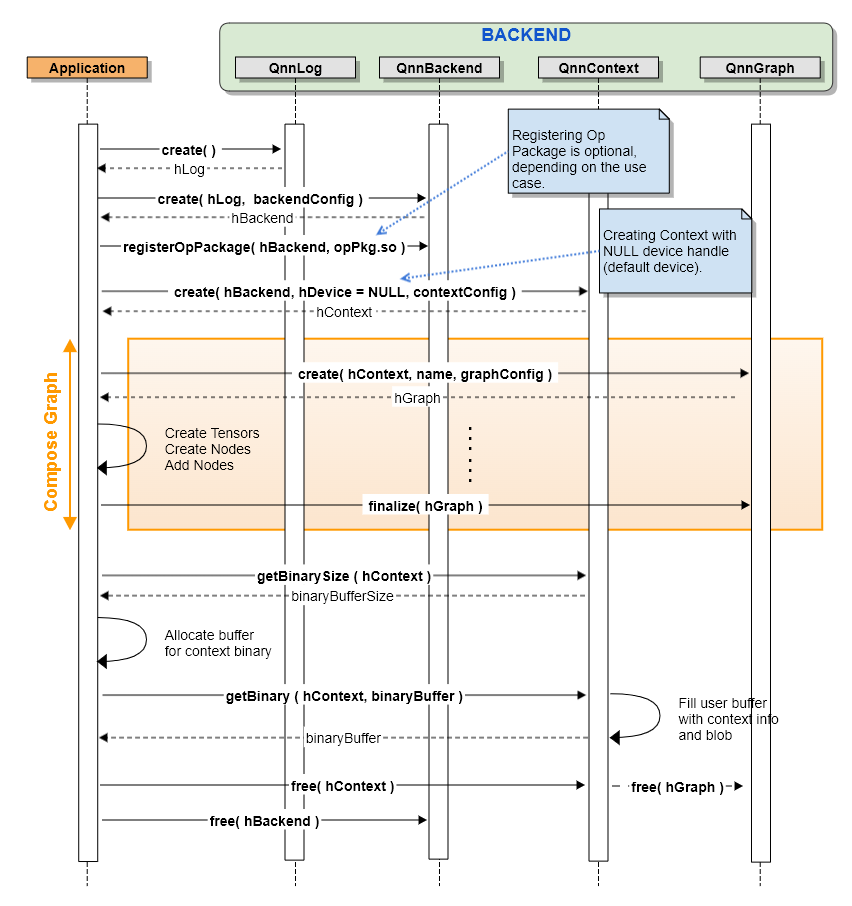 BACKEND
Application
QnnLog
QnnBackend
QnnContext
QnnGraph
Registering Op
Package is optional,
depending on the use
case.
create( )
hLog
create( hLog,  backendConfig )
hBackend
Creating Context with
NULL device handle
(default device).
registerOpPackage( hBackend, opPkg.so )
create( hBackend, hDevice = NULL, contextConfig )
hContext
Compose Graph
create( hContext, name, graphConfig )
hGraph
Create Tensors
Create Nodes
Add Nodes
finalize( hGraph )
getBinarySize ( hContext )
binaryBufferSize
Allocate buffer
for context binary
getBinary ( hContext, binaryBuffer )
Fill user buffer
with context info
and blob
binaryBuffer
free( hContext )
free( hGraph )
free( hBackend )